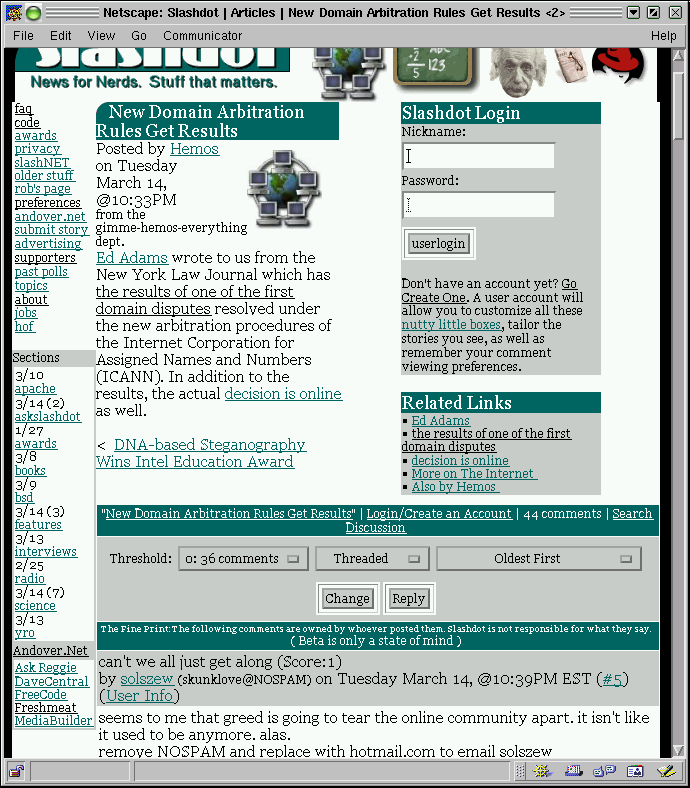 Netscape: Slashdot | Articles | New Domain Arbitration Rules Get Results <2>
File Edit View Go Communicator Help
Slashdot
News for Nerds. Stuff that matters.
ABC
2
÷123
faq
code
awards
privacy
slashNET
older stuff
rob's page
preferences
andover.net
submit story
advertising
supporters
past polls
topics
about
jobs
hof
Sections
3/10
apache
3/14 (2)
askslashdot
1/27
awards
3/8
books
3/9
bsd
3/14 (3)
features
3/13
interviews
2/25
radio
3/14 (7)
science
3/13
yro
Andover.Net
Ask Reggie
DaveCentral
FreeCode
Freshmeat
MediaBuilder
New Domain Arbitration
Rules Get Results
Posted by Hemos
on Tuesday
March 14,
@10:33PM
from the
gimme-hemos-everything
dept.
Ed Adams wrote to us from the
New York Law Journal which has
the results of one of the first
domain disputes resolved under
the new arbitration procedures of
the Internet Corporation for
Assigned Names and Numbers
(ICANN). In addition to the
results, the actual decision is online
as well.
< DNA-based Steganography
Wins Intel Education Award
Slashdot Login
Nickname:
Password:
userlogin
Don't have an account yet? Go
Create One. A user account will
allow you to customize all these
nutty little boxes, tailor the
stories you see, as well as
remember your comment
viewing preferences.
Related Links
▪ Ed Adams
▪ the results of one of the first
domain disputes
▪ decision is online
▪ More on The Internet
▪ Also by Hemos
"New Domain Arbitration Rules Get Results" | Login/Create an Account | 44 comments | Search
Discussion
Threshold: 0: 36 comments Threaded Oldest First
Change Reply
The Fine Print: The following comments are owned by whoever posted them. Slashdot is not responsible for what they say.
( Beta is only a state of mind )
can't we all just get along (Score:1)
by solszew (skunklove@NOSPAM) on Tuesday March 14, @10:39PM EST (#5)
(User Info)
seems to me that greed is going to tear the online community apart. it isn't like
it used to be anymore. alas.
remove NOSPAM and replace with hotmail.com to email solszew